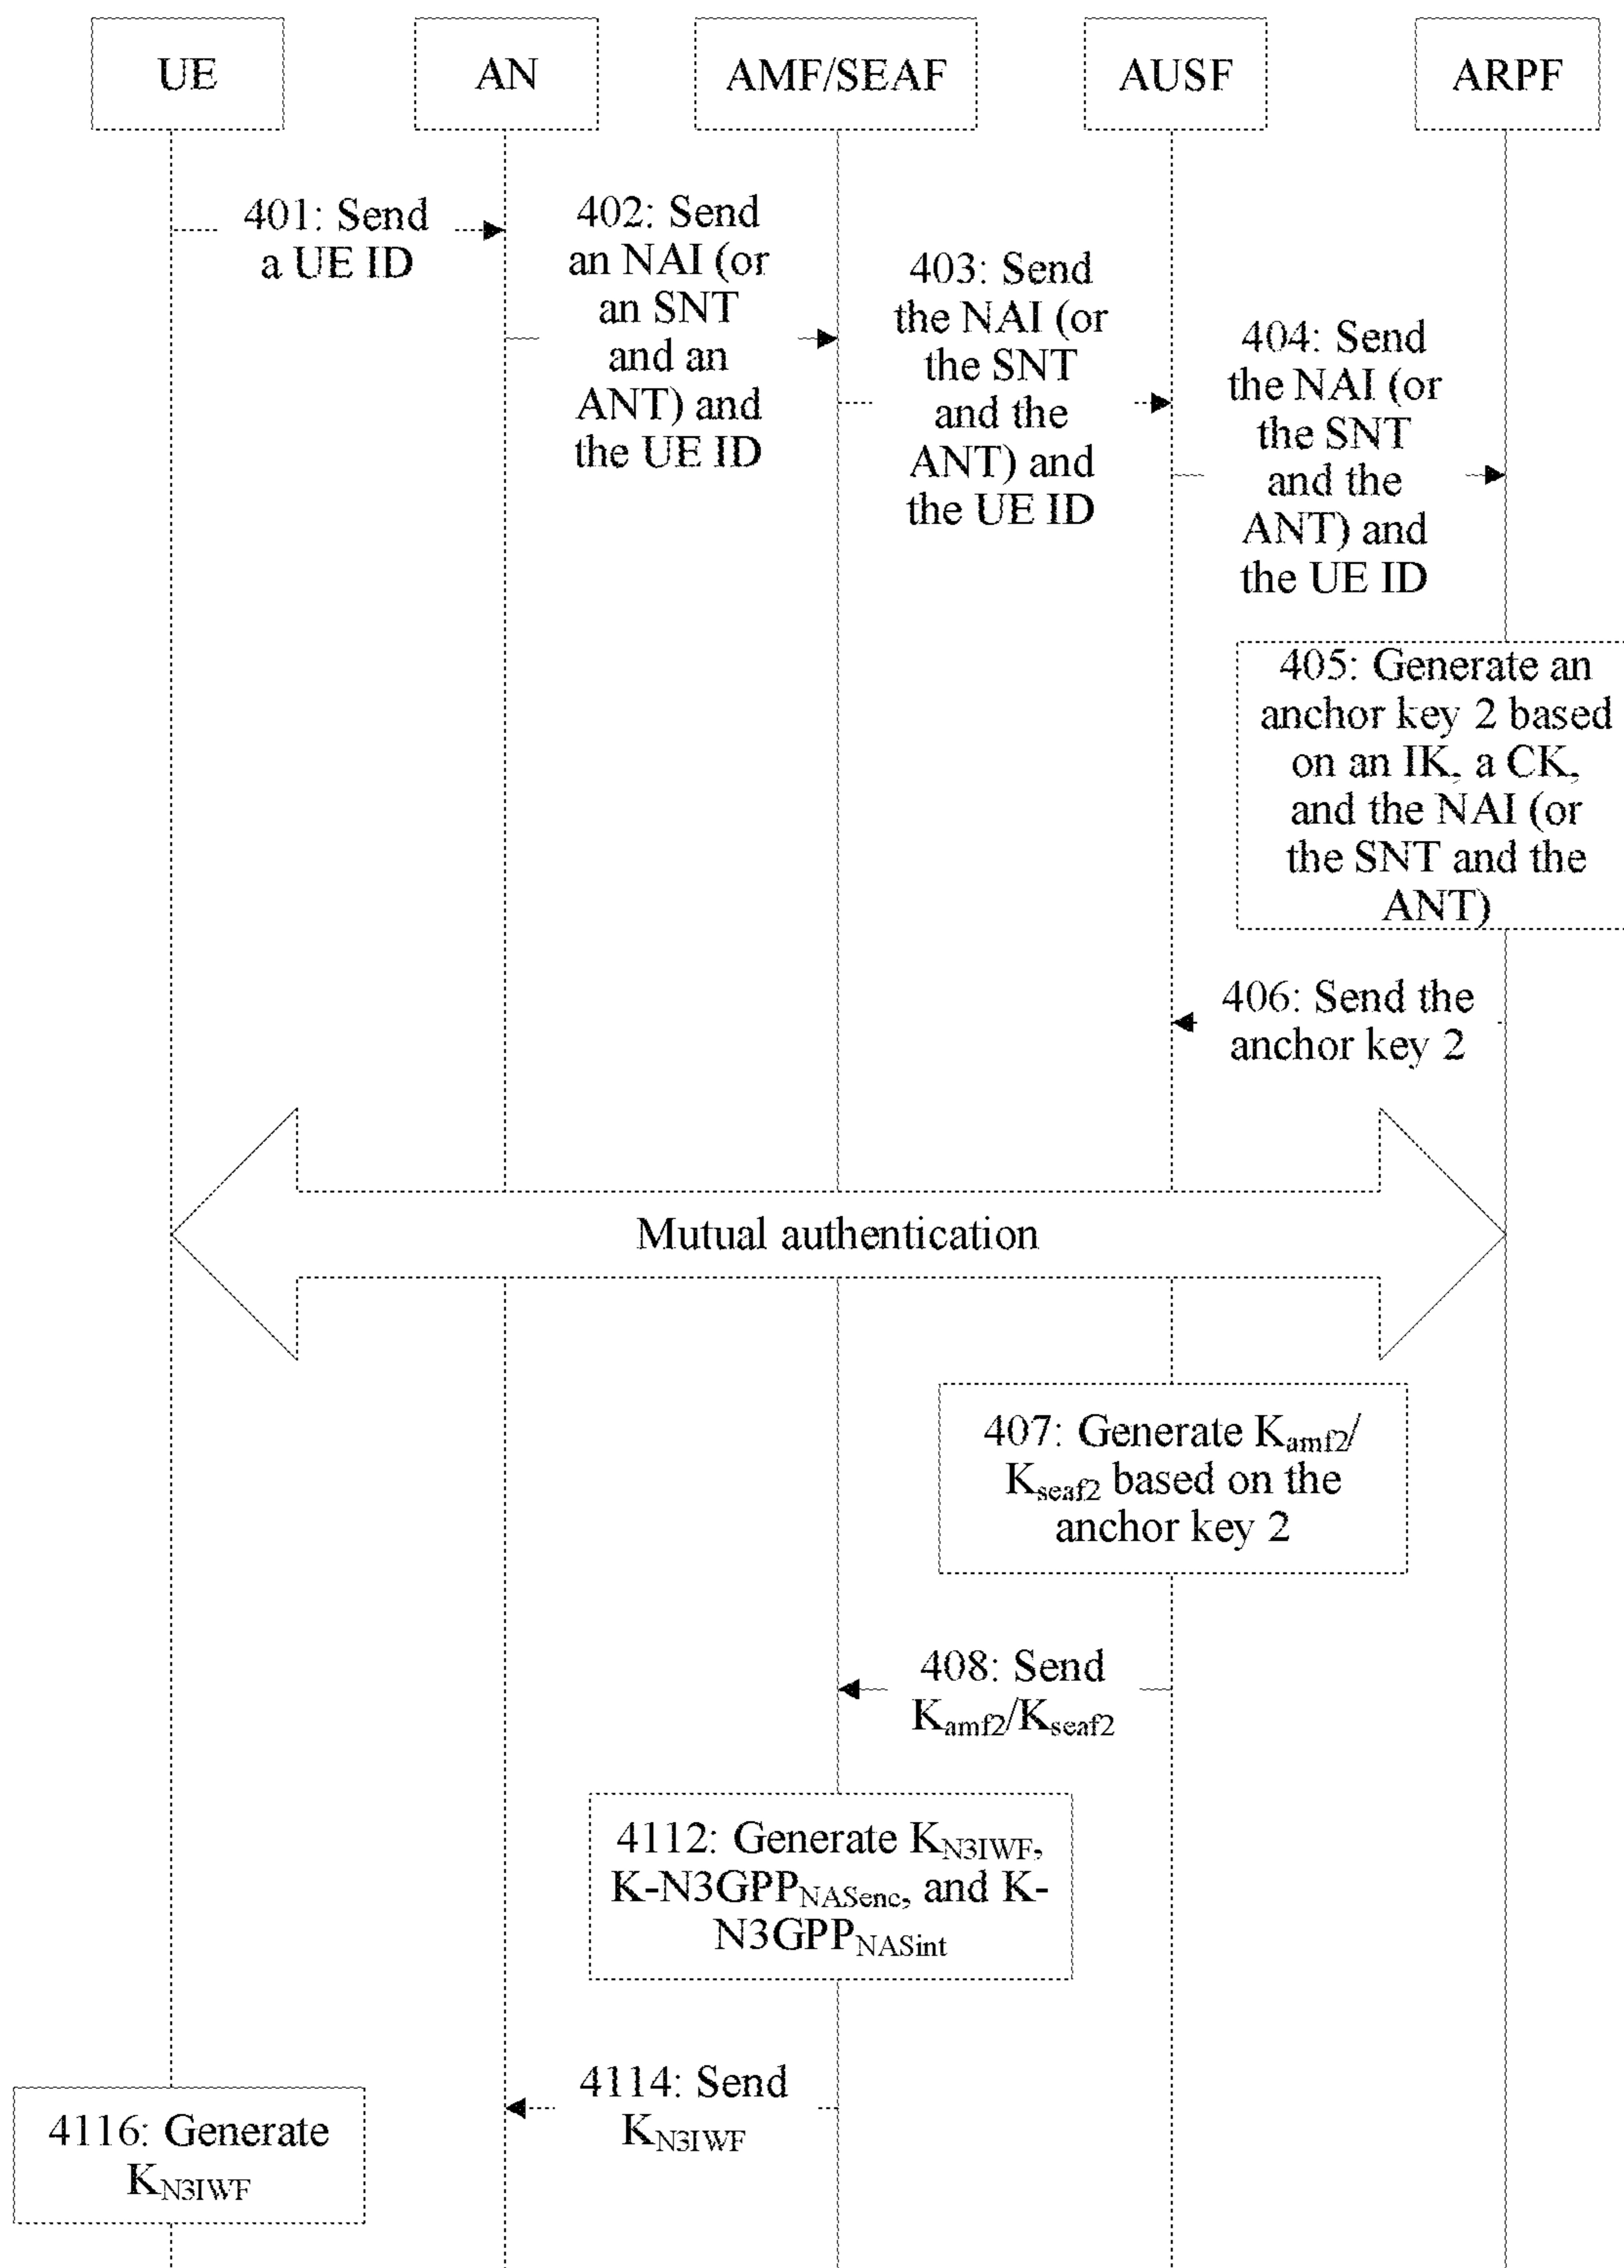 UE
AN
AMF/SEAF
AUSF
ARPF
401: Send
a UE ID
402: Send
an NAI (or
an SNT
and an
ANT) and
the UE ID
403: Send
the NAI (or
the SNT
and the
ANT) and
the UE ID
404: Send
the NAI (or
the SNT
and the
ANT) and
the UE ID
405: Generate an
anchor key 2 based
on an IK, a CK,
and the NAI (or
the SNT and the
ANT)
406: Send the
anchor key 2
Mutual authentication
407: Generate Kamf2/
Kseaf2 based on the
anchor key 2
408: Send
Kamf2/Kseaf2
4112: Generate KN3IWF,
K-N3GPPNASenc, and K-
N3GPPNASint
4114: Send
KN3IWF
4116: Generate
KN3IWF